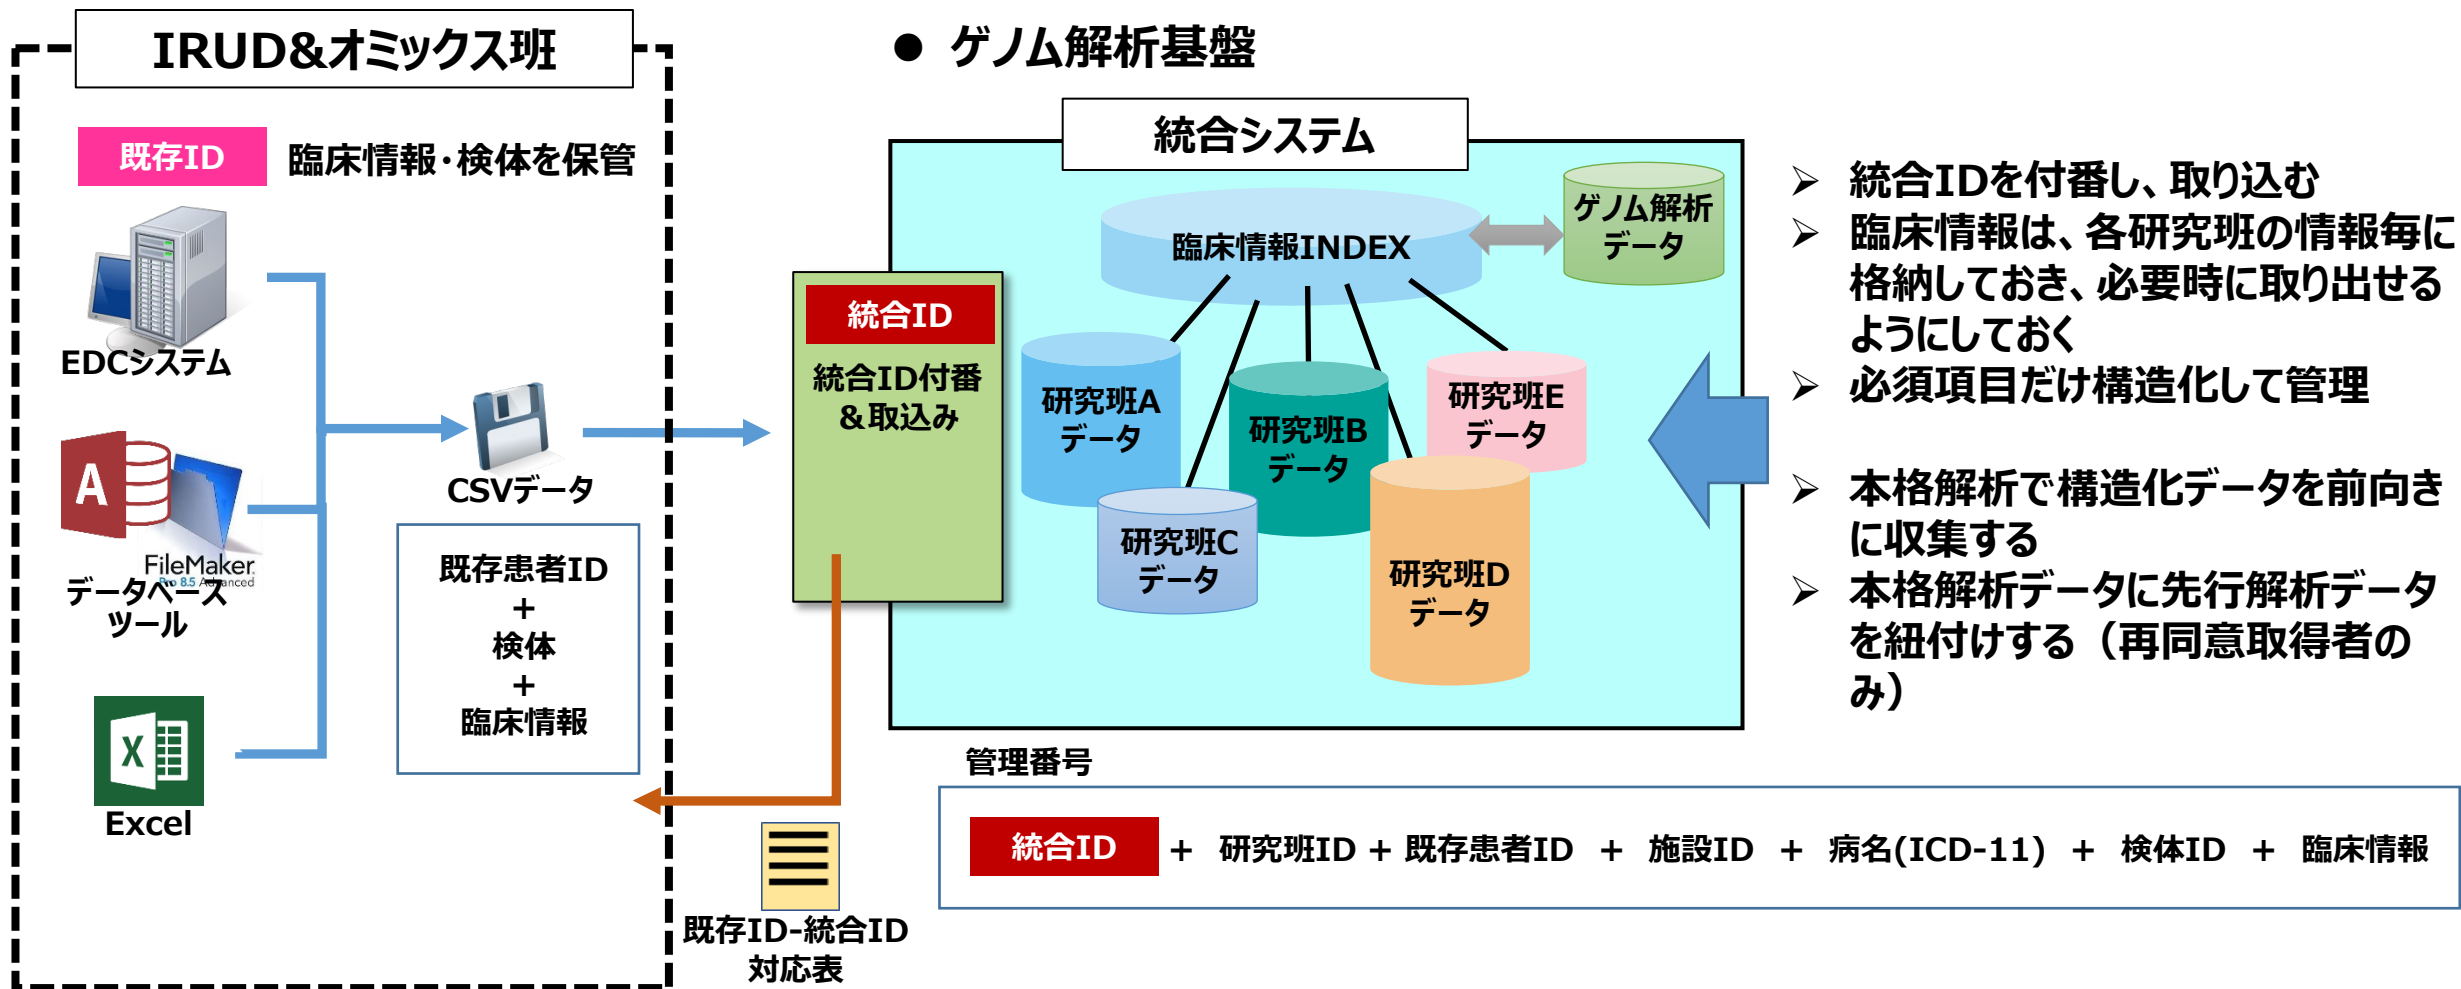 IRUD&オミックス班
既存ID
臨床情報・検体を保管
EDCシステム
A
FileMaker
Pro 8.5 Advanced
データベース
ツール
X
Excel
CSVデータ
既存患者ID
+
検体
+
臨床情報
● ゲノム解析基盤
統合システム
統合ID
統合ID付番
&取込み
臨床情報INDEX
ゲノム解析
データ
研究班A
データ
研究班B
データ
研究班E
データ
研究班C
データ
研究班D
データ
既存ID-統合ID
対応表
➢ 統合IDを付番し、取り込む
➢ 臨床情報は、各研究班の情報毎に
格納しておき、必要時に取り出せる
ようにしておく
➢ 必須項目だけ構造化して管理
➢ 本格解析で構造化データを前向き
に収集する
➢ 本格解析データに先行解析データ
を紐付けする（再同意取得者の
み）
管理番号
統合ID + 研究班ID + 既存患者ID + 施設ID + 病名(ICD-11) + 検体ID + 臨床情報